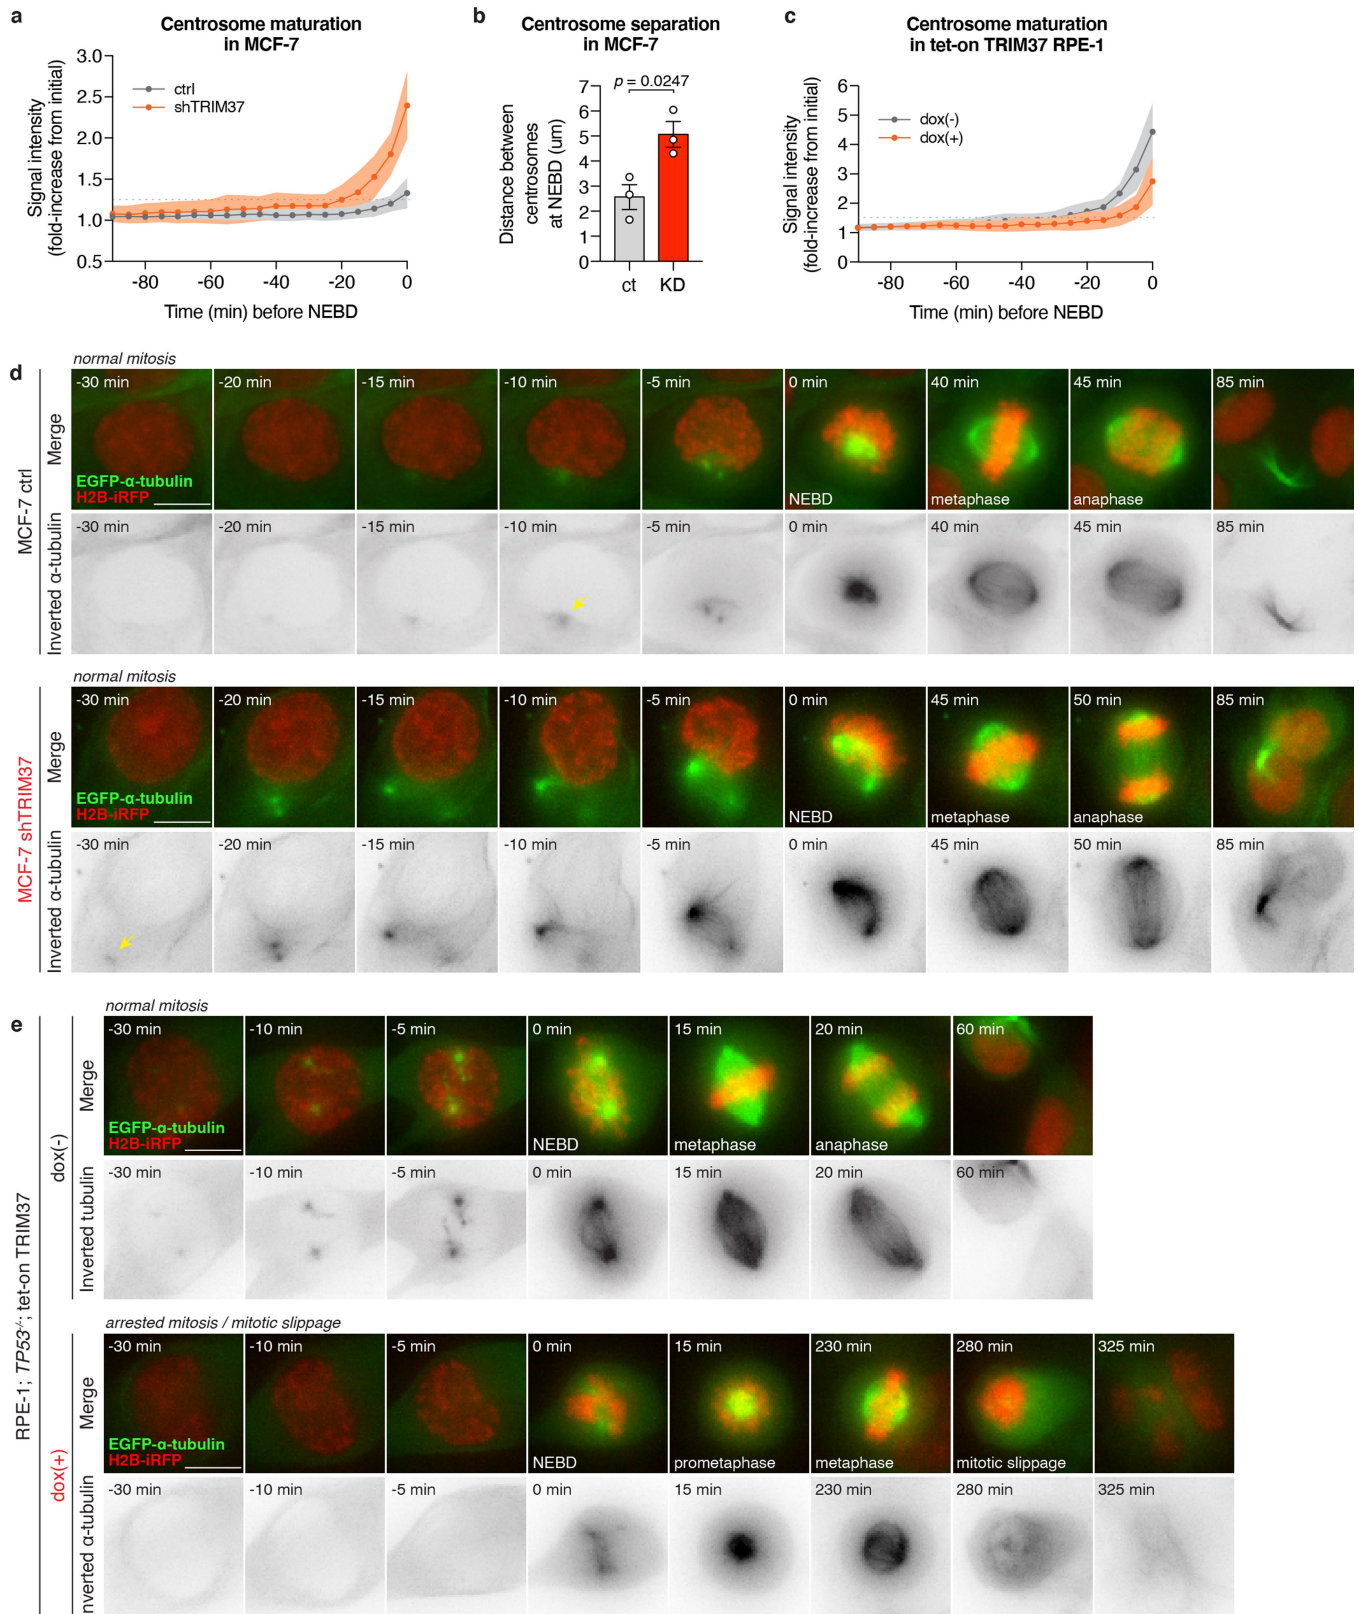 a
Centrosome maturation
in MCF-7
Signal intensity
(fold-increase from initial)
3.0
2.5
2.0
1.5
1.0
0.5
ctrl
shTRIM37
-80 -60 -40 -20 0
Time (min) before NEBD
b
Centrosome separation
in MCF-7
Distance between
centrosomes
at NEBD (um)
p = 0.0247
7
6
5
4
3
2
1
0
ct KD
c
Centrosome maturation
in tet-on TRIM37 RPE-1
Signal intensity
(fold-increase from initial)
6
5
4
3
2
1
0
dox(-)
dox(+)
-80 -60 -40 -20 0
Time (min) before NEBD
d
normal mitosis
MCF-7 ctrl
Merge
-30 min -20 min -15 min -10 min -5 min 0 min 40 min 45 min 85 min
EGFP-α-tubulin
H2B-iRFP
NEBD metaphase anaphase
Inverted α-tubulin
-30 min -20 min -15 min -10 min -5 min 0 min 40 min 45 min 85 min
normal mitosis
MCF-7 shTRIM37
Merge
-30 min -20 min -15 min -10 min -5 min 0 min 45 min 50 min 85 min
EGFP-α-tubulin
H2B-iRFP
NEBD metaphase anaphase
Inverted α-tubulin
-30 min -20 min -15 min -10 min -5 min 0 min 45 min 50 min 85 min
e
RPE-1; TP53-/-; tet-on TRIM37
normal mitosis
dox(-)
Merge
-30 min -10 min -5 min 0 min 15 min 20 min 60 min
EGFP-α-tubulin
H2B-iRFP
NEBD metaphase anaphase
Inverted tubulin
-30 min -10 min -5 min 0 min 15 min 20 min 60 min
arrested mitosis / mitotic slippage
dox(+)
Merge
-30 min -10 min -5 min 0 min 15 min 230 min 280 min 325 min
EGFP-α-tubulin
H2B-iRFP
NEBD prometaphase metaphase mitotic slippage
Inverted α-tubulin
-30 min -10 min -5 min 0 min 15 min 230 min 280 min 325 min